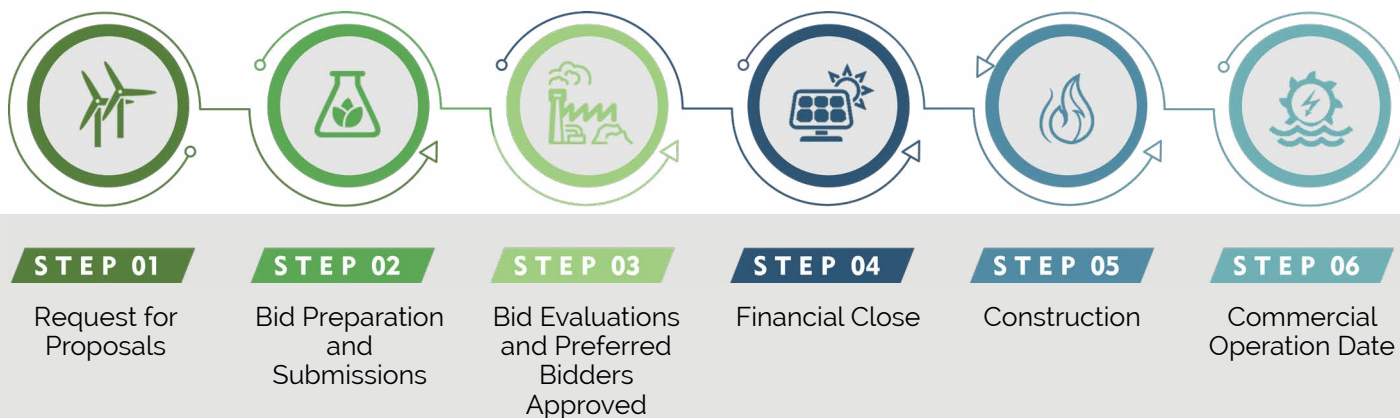 STEP 01
Request for
Proposals
STEP 02
Bid Preparation
and
Submissions
STEP 03
Bid Evaluations
and Preferred
Bidders
Approved
STEP 04
Financial Close
STEP 05
Construction
STEP 06
Commercial
Operation Date